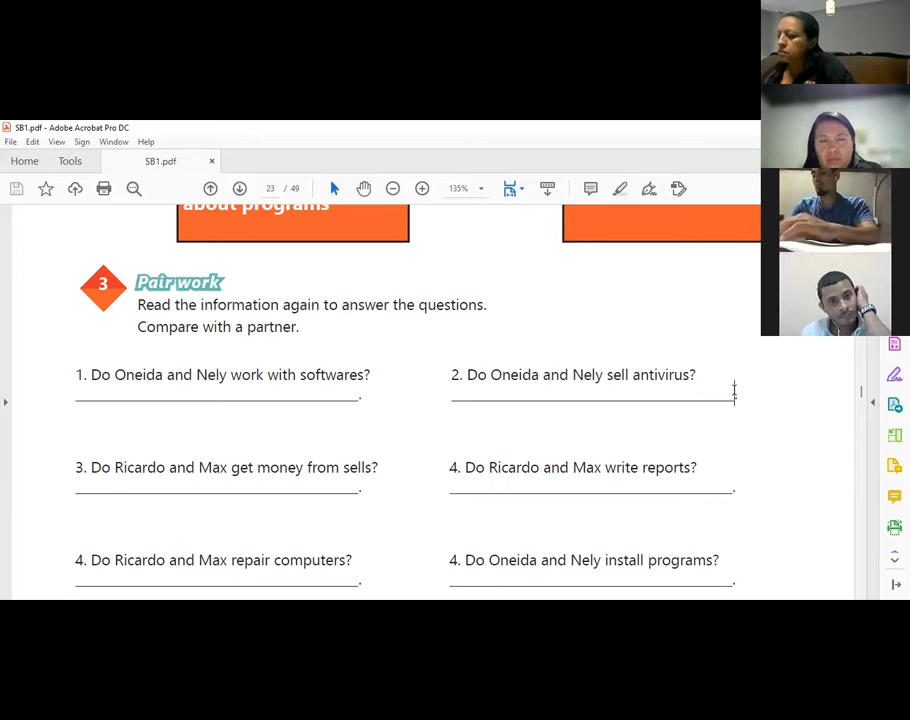 SB1.pdf - Adobe Acrobat Pro DC
File Edit View Sign Window Help
Home Tools SB1.pdf ×
23 / 49 135%
about programs
3 Pair work
Read the information again to answer the questions.
Compare with a partner.
1. Do Oneida and Nely work with softwares? 2. Do Oneida and Nely sell antivirus?
3. Do Ricardo and Max get money from sells? 4. Do Ricardo and Max write reports?
4. Do Ricardo and Max repair computers? 4. Do Oneida and Nely install programs?